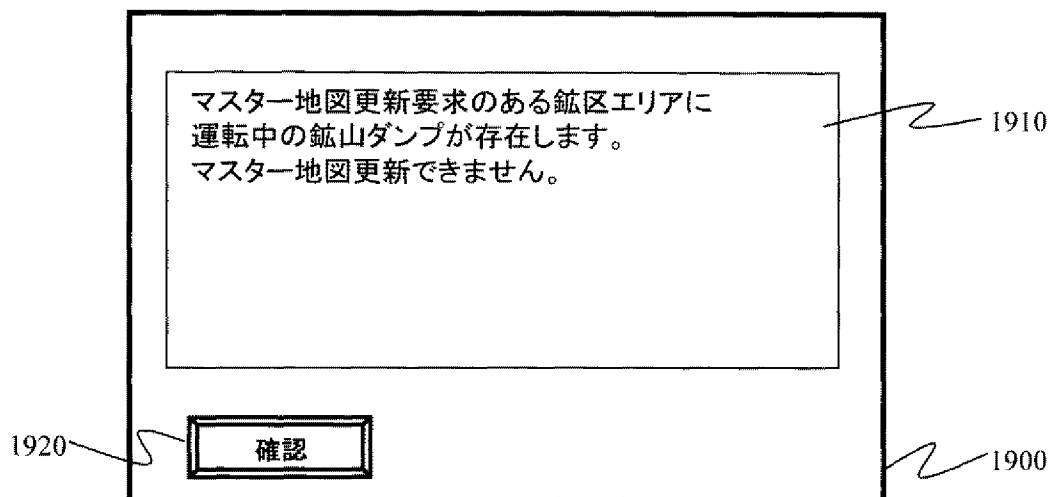 マスター地図更新要求のある鉱区エリアに
運転中の鉱山ダンプが存在します。
マスター地図更新できません。
1910
1920
確認
1900